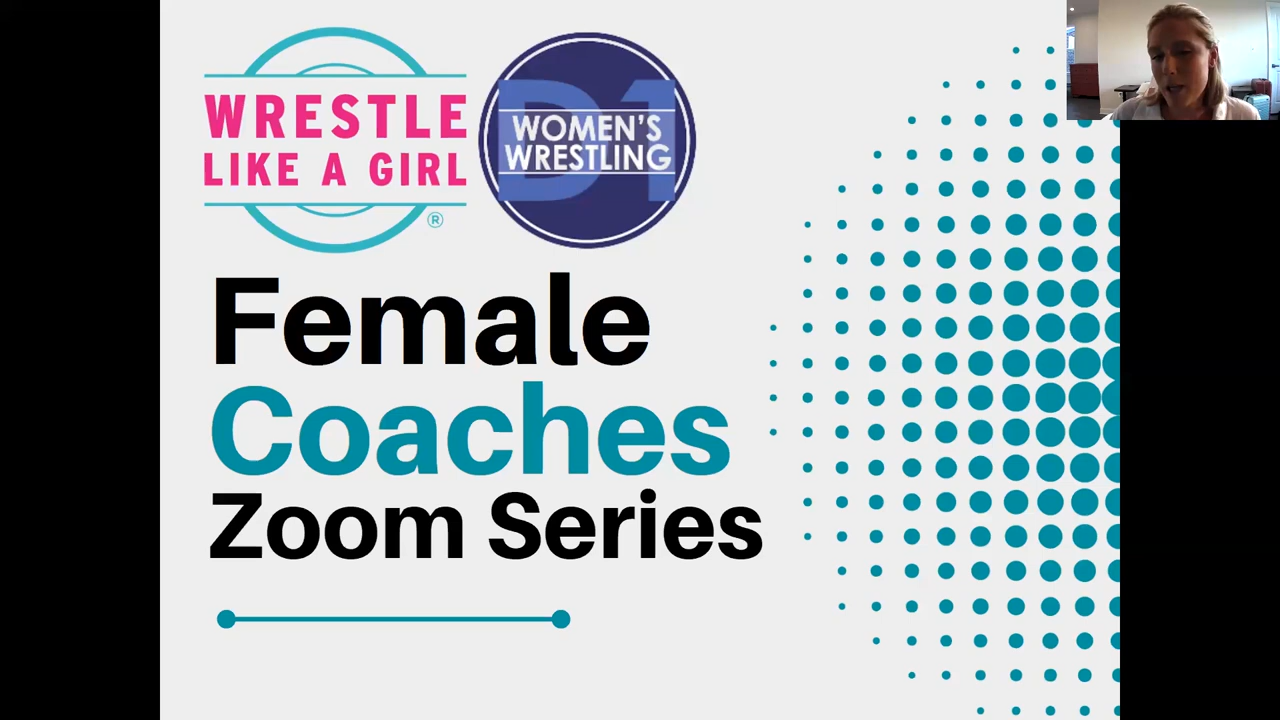 WRESTLE
LIKE A GIRL
®
D1
WOMEN'S
WRESTLING
Female
Coaches
Zoom Series